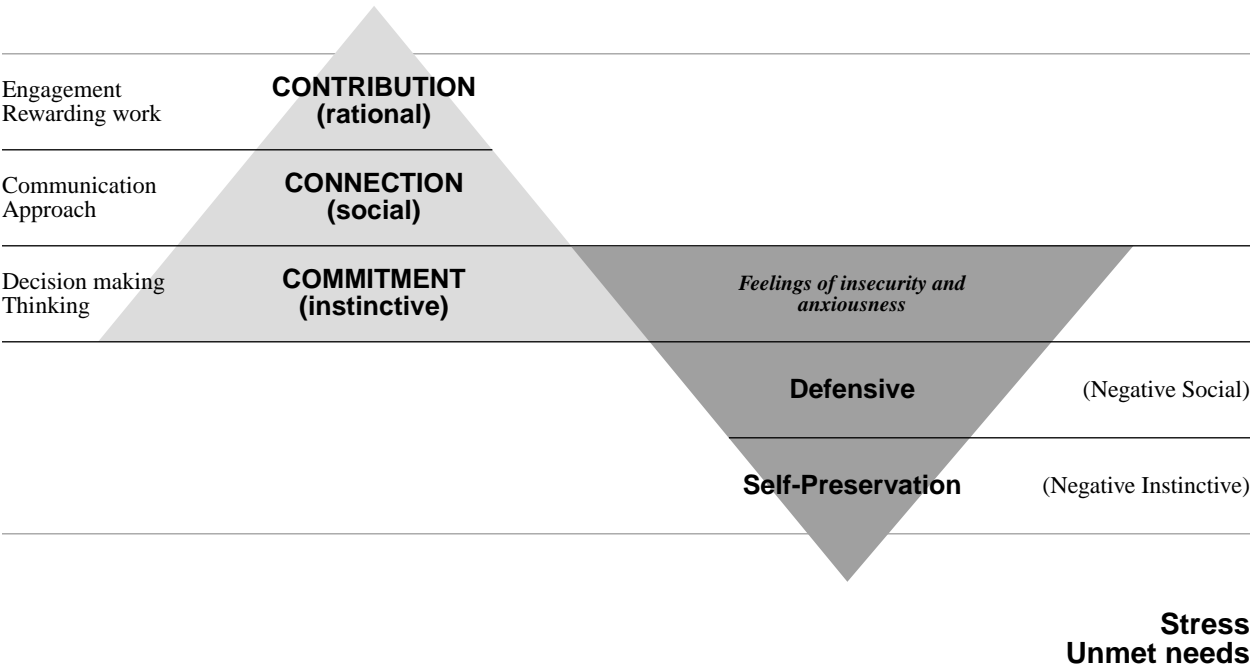 Engagement
Rewarding work
CONTRIBUTION
(rational)
Communication
Approach
CONNECTION
(social)
Decision making
Thinking
COMMITMENT
(instinctive)
Feelings of insecurity and
anxiousness
Defensive
(Negative Social)
Self-Preservation
(Negative Instinctive)
Stress
Unmet needs